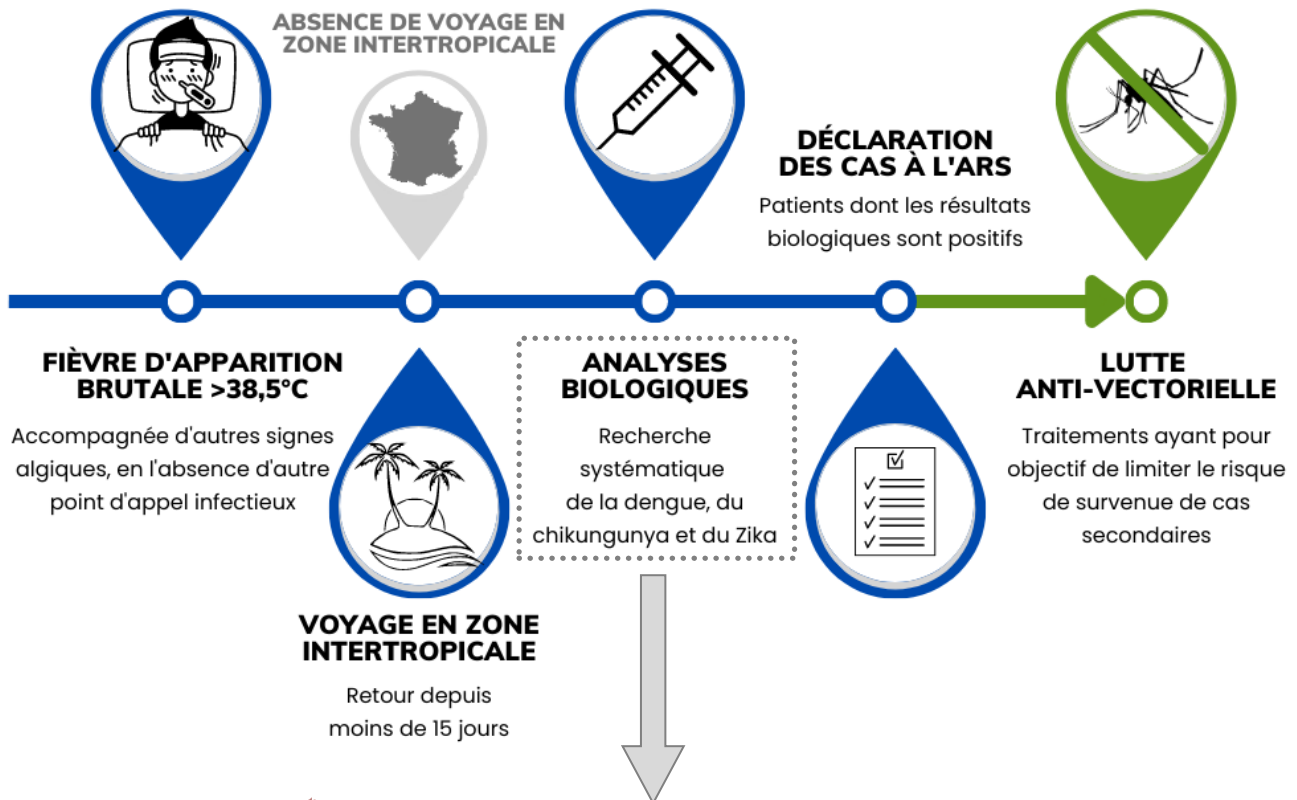 ABSENCE DE VOYAGE EN
ZONE INTERTROPICALE
DÉCLARATION
DES CAS À L'ARS
Patients dont les résultats
biologiques sont positifs
FIÈVRE D'APPARITION
BRUTALE >38,5°C
Accompagnée d'autres signes
algiques, en l'absence d'autre
point d'appel infectieux
VOYAGE EN ZONE
INTERTROPICALE
Retour depuis
moins de 15 jours
ANALYSES
BIOLOGIQUES
Recherche
systématique
de la dengue, du
chikungunya et du Zika
LUTTE
ANTI-VECTORIELLE
Traitements ayant pour
objectif de limiter le risque
de survenue de cas
secondaires